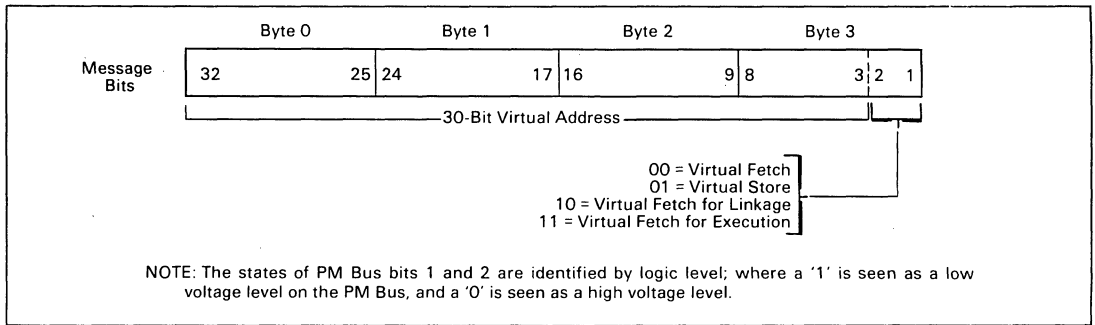 Byte 0 Byte 1 Byte 2 Byte 3
Message Bits
32 25 24 17 16 9 8 3 2 1
30-Bit Virtual Address
00 = Virtual Fetch
01 = Virtual Store
10 = Virtual Fetch for Linkage
11 = Virtual Fetch for Execution
NOTE: The states of PM Bus bits 1 and 2 are identified by logic level; where a '1' is seen as a low
voltage level on the PM Bus, and a '0' is seen as a high voltage level.